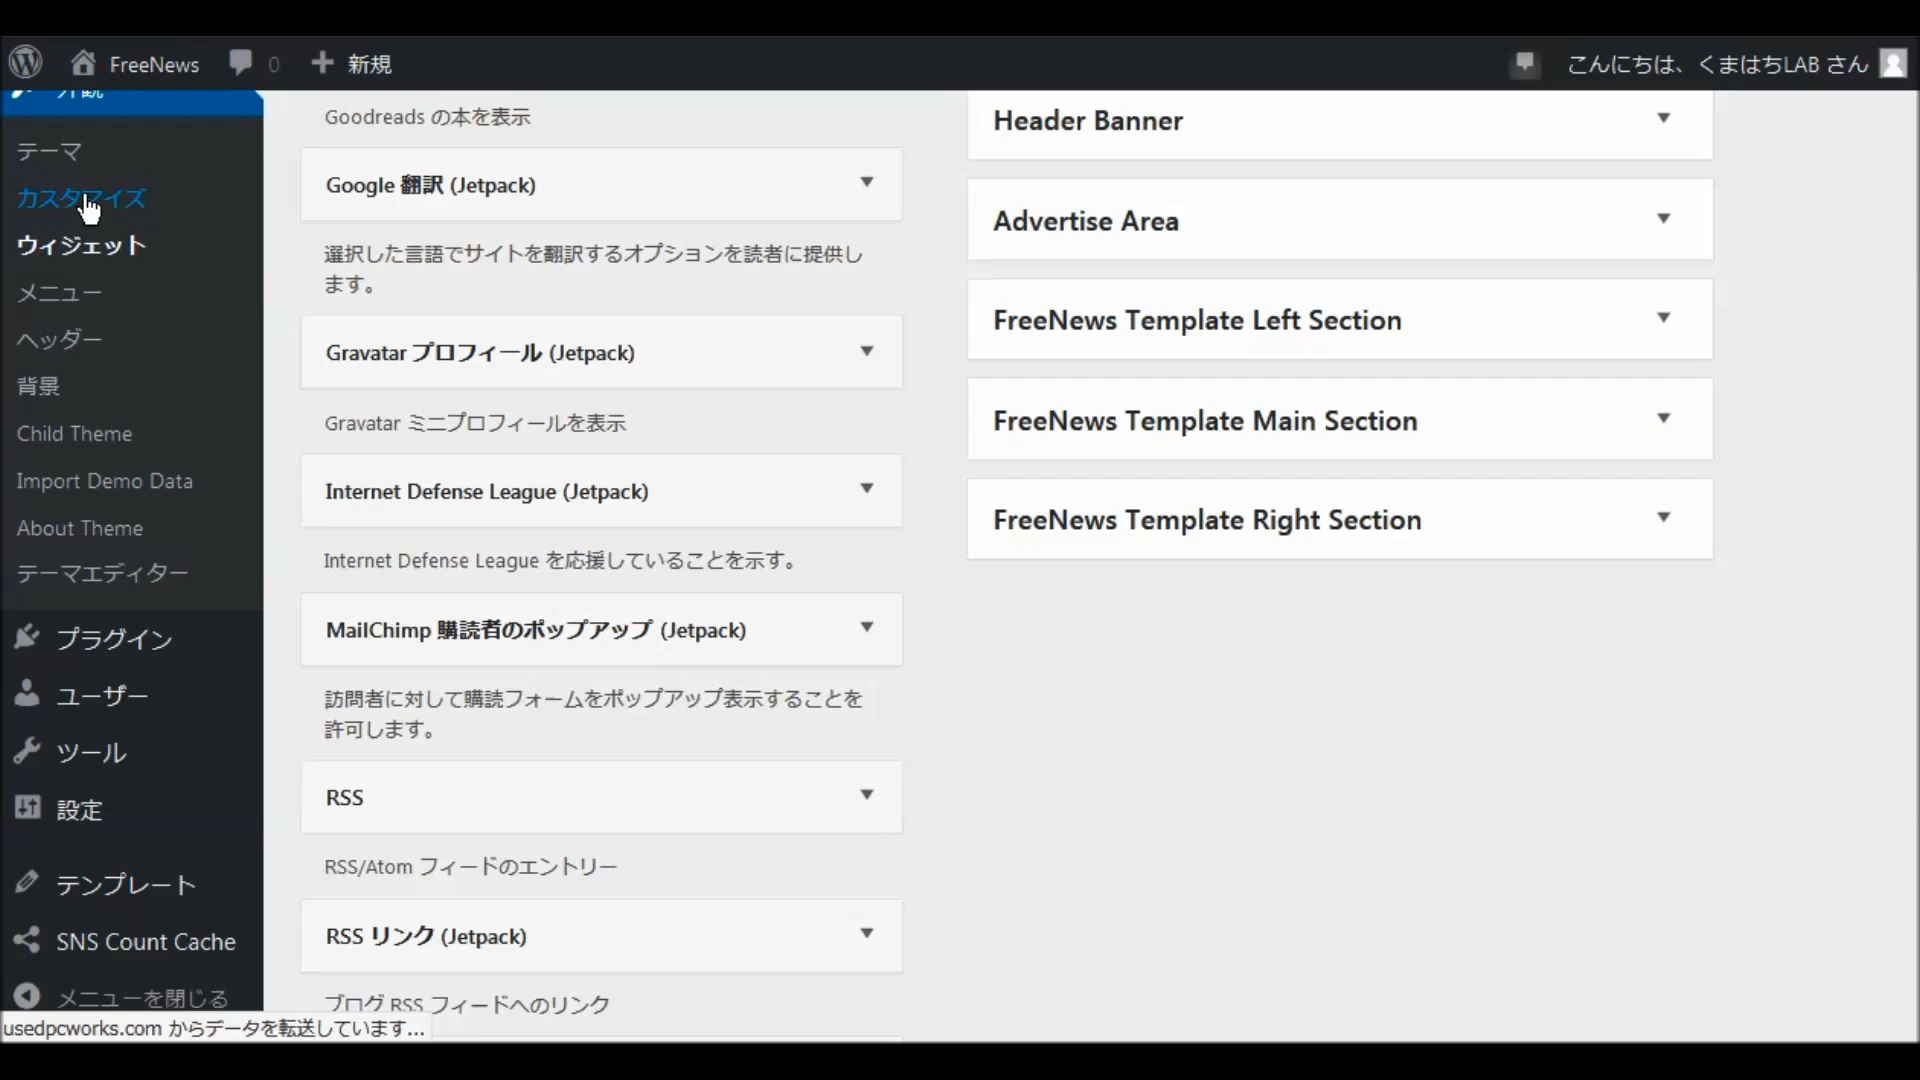 FreeNews
0
新規
こんにちは、くまはちLAB さん
外観
テーマ
カスタマイズ
ウィジェット
メニュー
ヘッダー
背景
Child Theme
Import Demo Data
About Theme
テーマエディター
プラグイン
ユーザー
ツール
設定
テンプレート
SNS Count Cache
メニューを閉じる
usedpcworks.com からデータを転送しています...
Goodreads の本を表示
Google 翻訳 (Jetpack)
選択した言語でサイトを翻訳するオプションを読者に提供し
ます。
Gravatar プロフィール (Jetpack)
Gravatar ミニプロフィールを表示
Internet Defense League (Jetpack)
Internet Defense League を応援していることを示す。
MailChimp 購読者のポップアップ (Jetpack)
訪問者に対して購読フォームをポップアップ表示することを
許可します。
RSS
RSS/Atom フィードのエントリー
RSS リンク (Jetpack)
ブログ RSS フィードへのリンク
Header Banner
Advertise Area
FreeNews Template Left Section
FreeNews Template Main Section
FreeNews Template Right Section